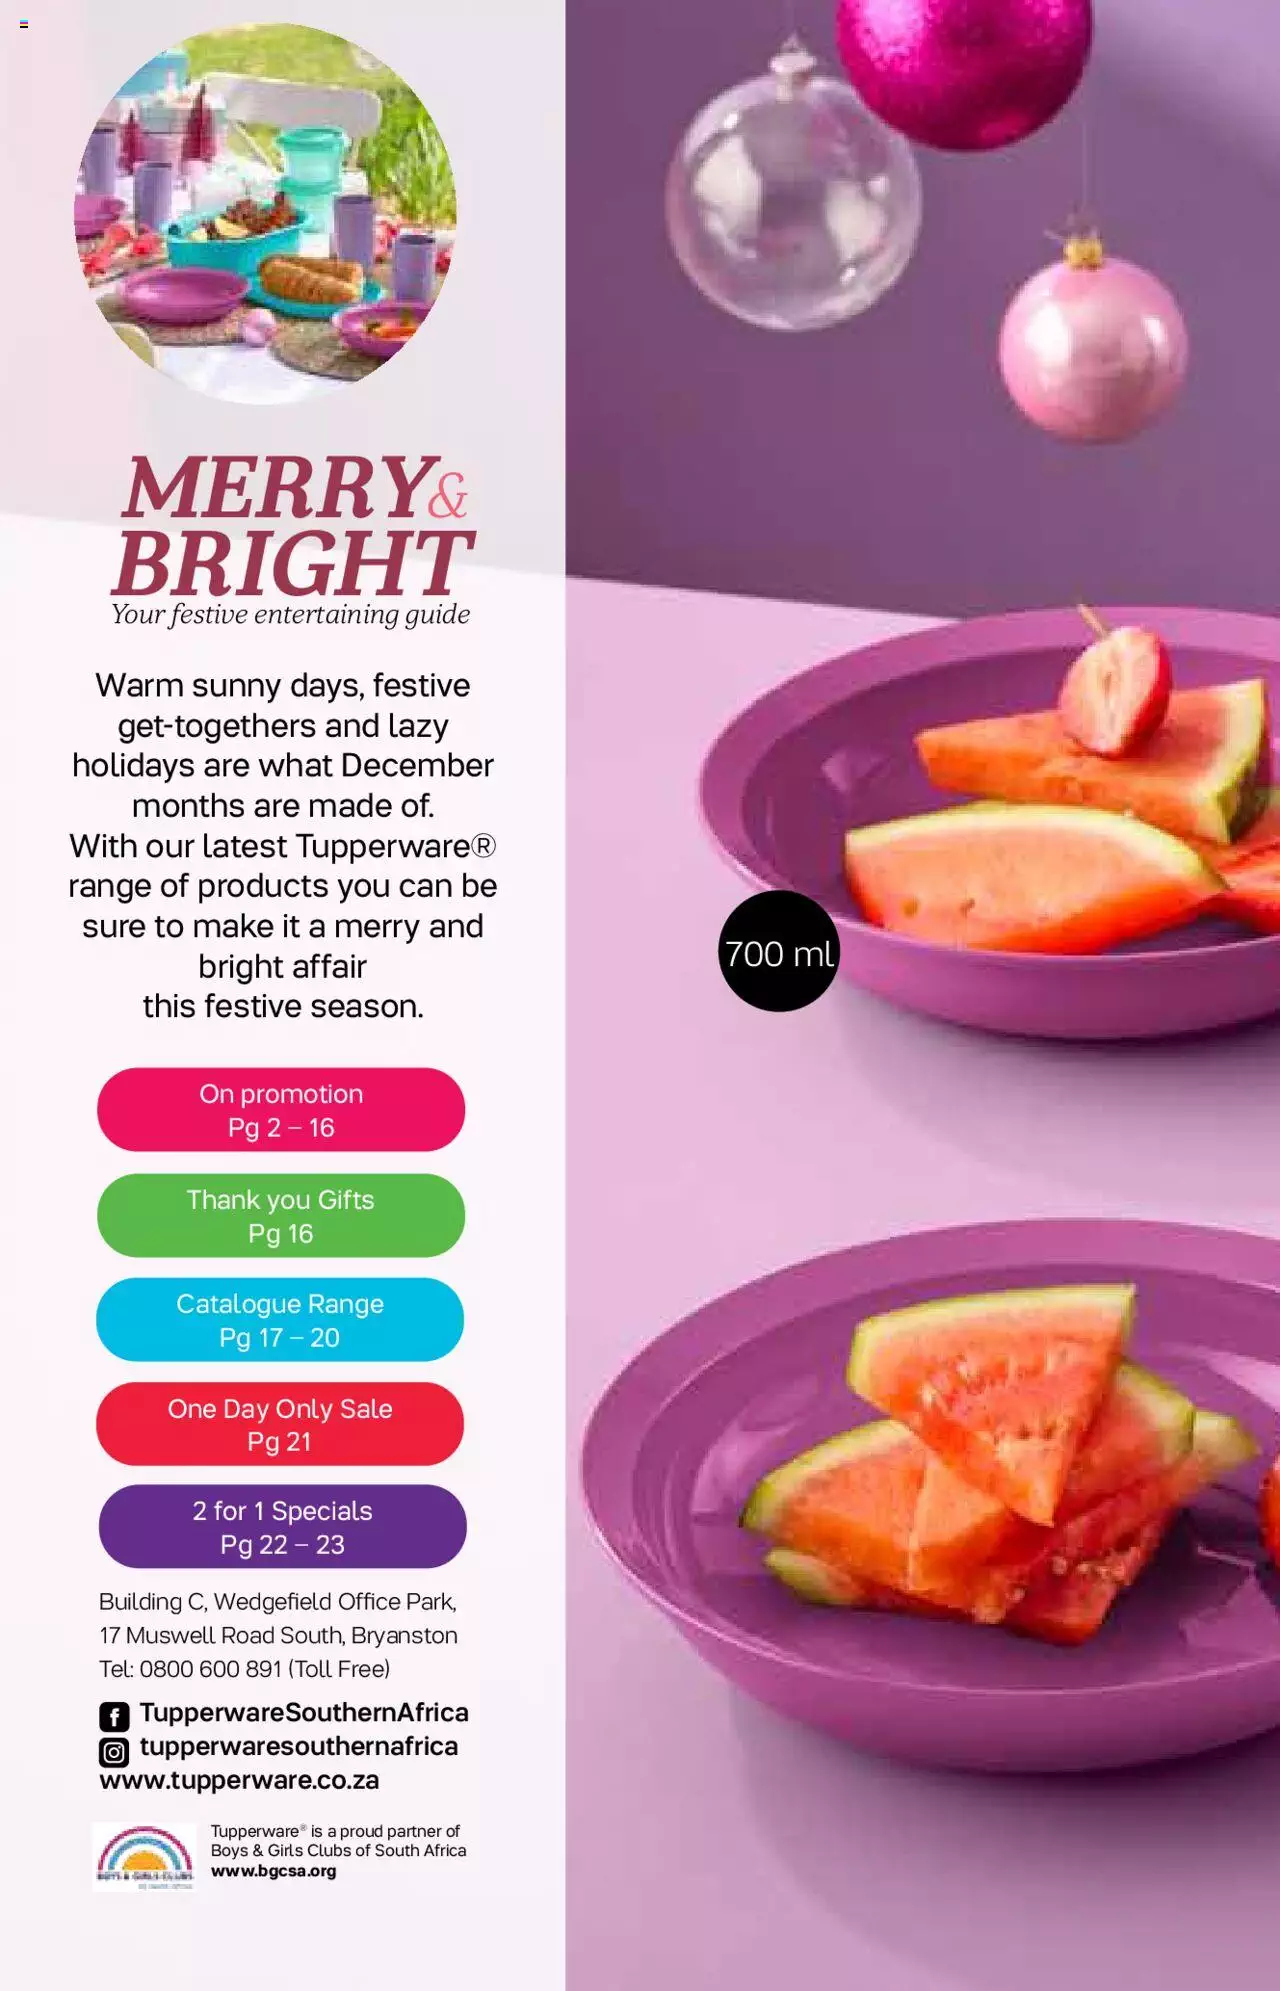 MERRY&
BRIGHT
Your festive entertaining guide
Warm sunny days, festive
get-togethers and lazy
holidays are what December
months are made of.
With our latest Tupperware®
range of products you can be
sure to make it a merry and
bright affair
this festive season.
700 ml
On promotion
Pg 2 – 16
Thank you Gifts
Pg 16
Catalogue Range
Pg 17 – 20
One Day Only Sale
Pg 21
2 for 1 Specials
Pg 22 – 23
Building C, Wedgefield Office Park,
17 Muswell Road South, Bryanston
Tel: 0800 600 891 (Toll Free)
TupperwareSouthernAfrica
tupperwaresouthernafrica
www.tupperware.co.za
Tupperware® is a proud partner of
Boys & Girls Clubs of South Africa
www.bgcsa.org
BOYS & GIRLS CLUBS